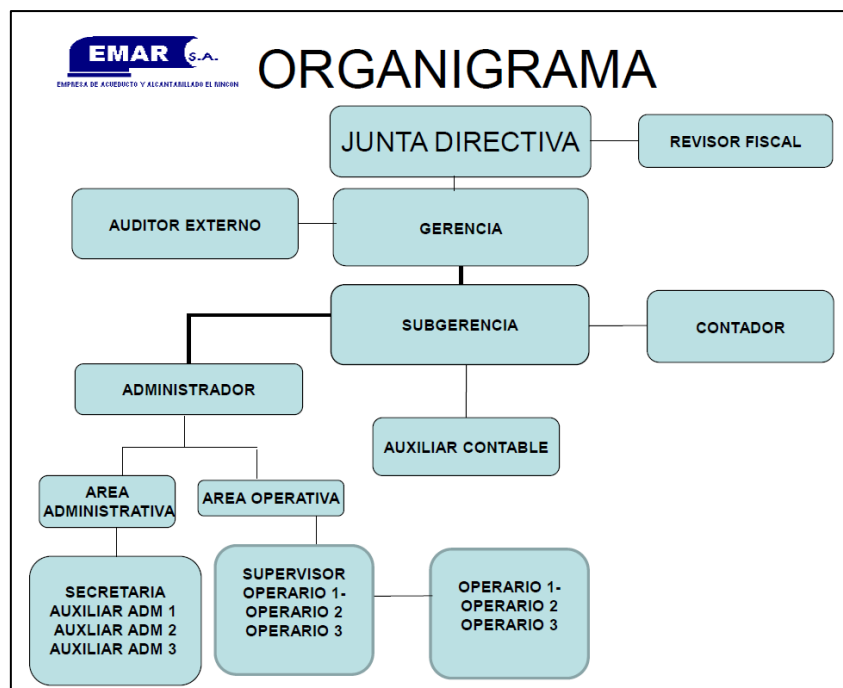 EMAR S.A.
EMPRESA DE ACUEDUCTO Y ALCANTARILLADO EL RINCON
ORGANIGRAMA
JUNTA DIRECTIVA
REVISOR FISCAL
AUDITOR EXTERNO
GERENCIA
SUBGERENCIA
CONTADOR
ADMINISTRADOR
AUXILIAR CONTABLE
AREA
ADMINISTRATIVA
AREA OPERATIVA
SECRETARIA
AUXILIAR ADM 1
AUXLIAR ADM 2
AUXILIAR ADM 3
SUPERVISOR
OPERARIO 1-
OPERARIO 2
OPERARIO 3
OPERARIO 1-
OPERARIO 2
OPERARIO 3